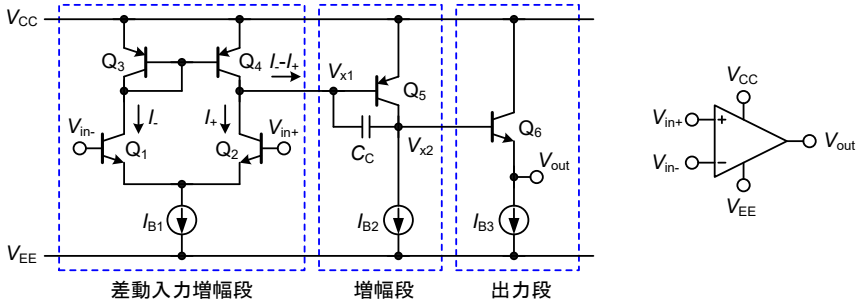 VCC
Q3
Q4
I- - I+
Vx1
Q5
I-
I+
Vin-
Q1
Q2
Vin+
CC
Vx2
Q6
Vout
IB1
IB2
IB3
VEE
差動入力増幅段
増幅段
出力段
VCC
Vin+
+
Vin-
−
Vout
VEE